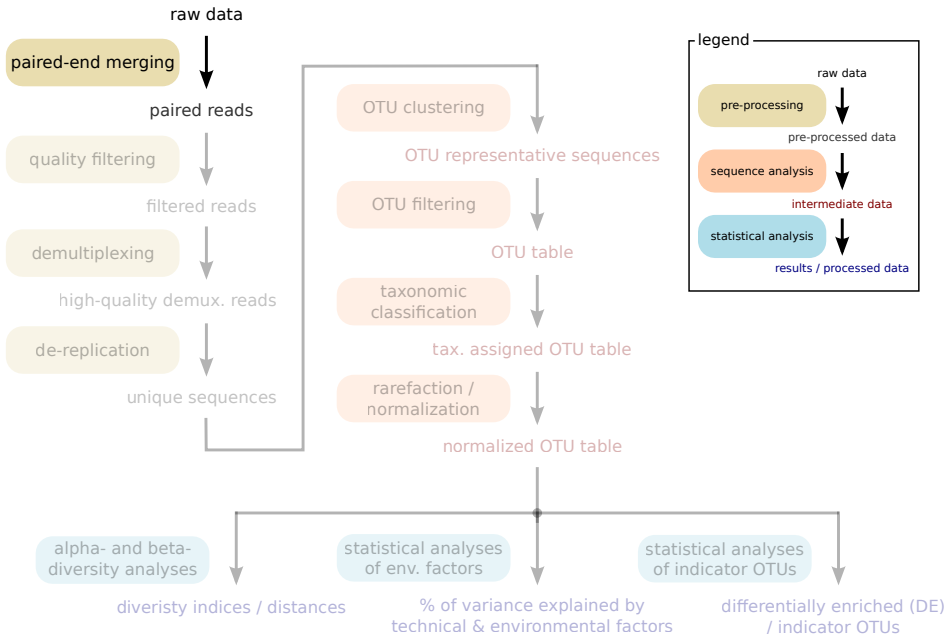 raw data
paired-end merging
paired reads
quality filtering
filtered reads
demultiplexing
high-quality demux. reads
de-replication
unique sequences
OTU clustering
OTU representative sequences
OTU filtering
OTU table
taxonomic
classification
tax. assigned OTU table
rarefaction /
normalization
normalized OTU table
legend
raw data
pre-processing
pre-processed data
sequence analysis
intermediate data
statistical analysis
results / processed data
alpha- and beta-
diversity analyses
diveristy indices / distances
statistical analyses
of env. factors
% of variance explained by
technical & environmental factors
statistical analyses
of indicator OTUs
differentially enriched (DE)
/ indicator OTUs